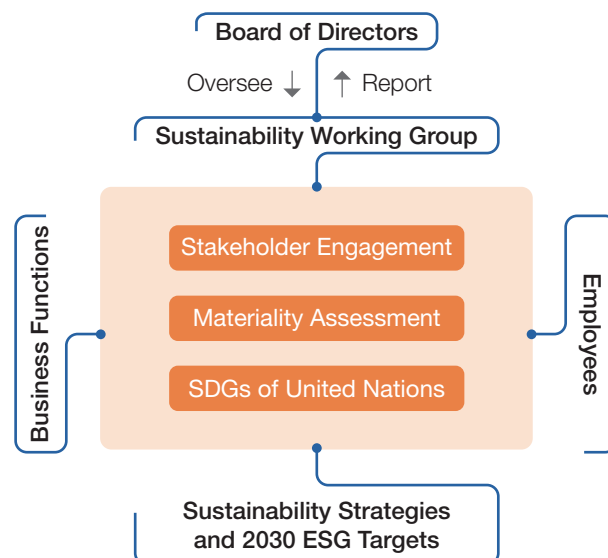 Board of Directors
Oversee ↓ ↑ Report
Sustainability Working Group
Business Functions
Stakeholder Engagement
Materiality Assessment
SDGs of United Nations
Employees
Sustainability Strategies
and 2030 ESG Targets